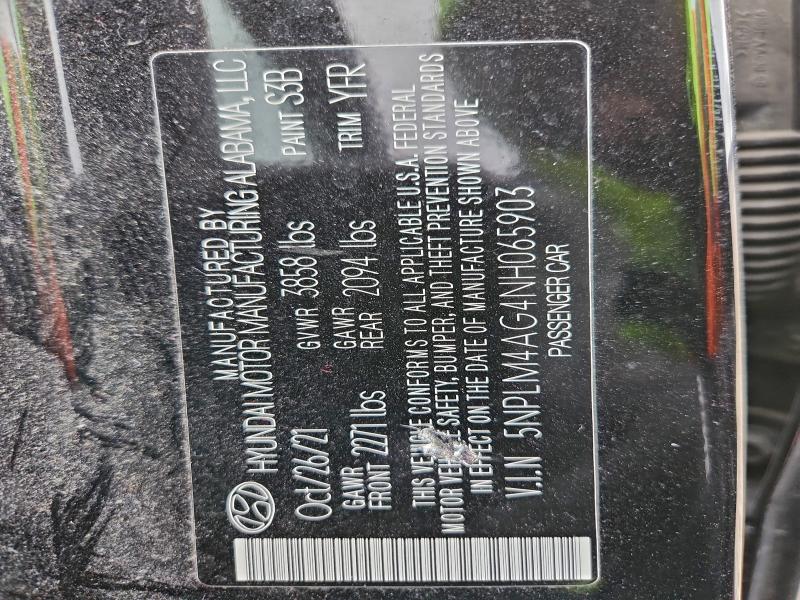 MANUFACTURED BY
HYUNDAI MOTOR MANUFACTURING ALABAMA, LLC
Oct/26/21 GVWR 3858 lbs PAINT S3B
GAWR FRONT 2271 lbs GAWR REAR 2094 lbs TRIM YFR
THIS VEHICLE CONFORMS TO ALL APPLICABLE U.S.A. FEDERAL
MOTOR VEHICLE SAFETY, BUMPER, AND THEFT PREVENTION STANDARDS
IN EFFECT ON THE DATE OF MANUFACTURE SHOWN ABOVE
V.I.N 5NPLM4AG4NH065903
PASSENGER CAR